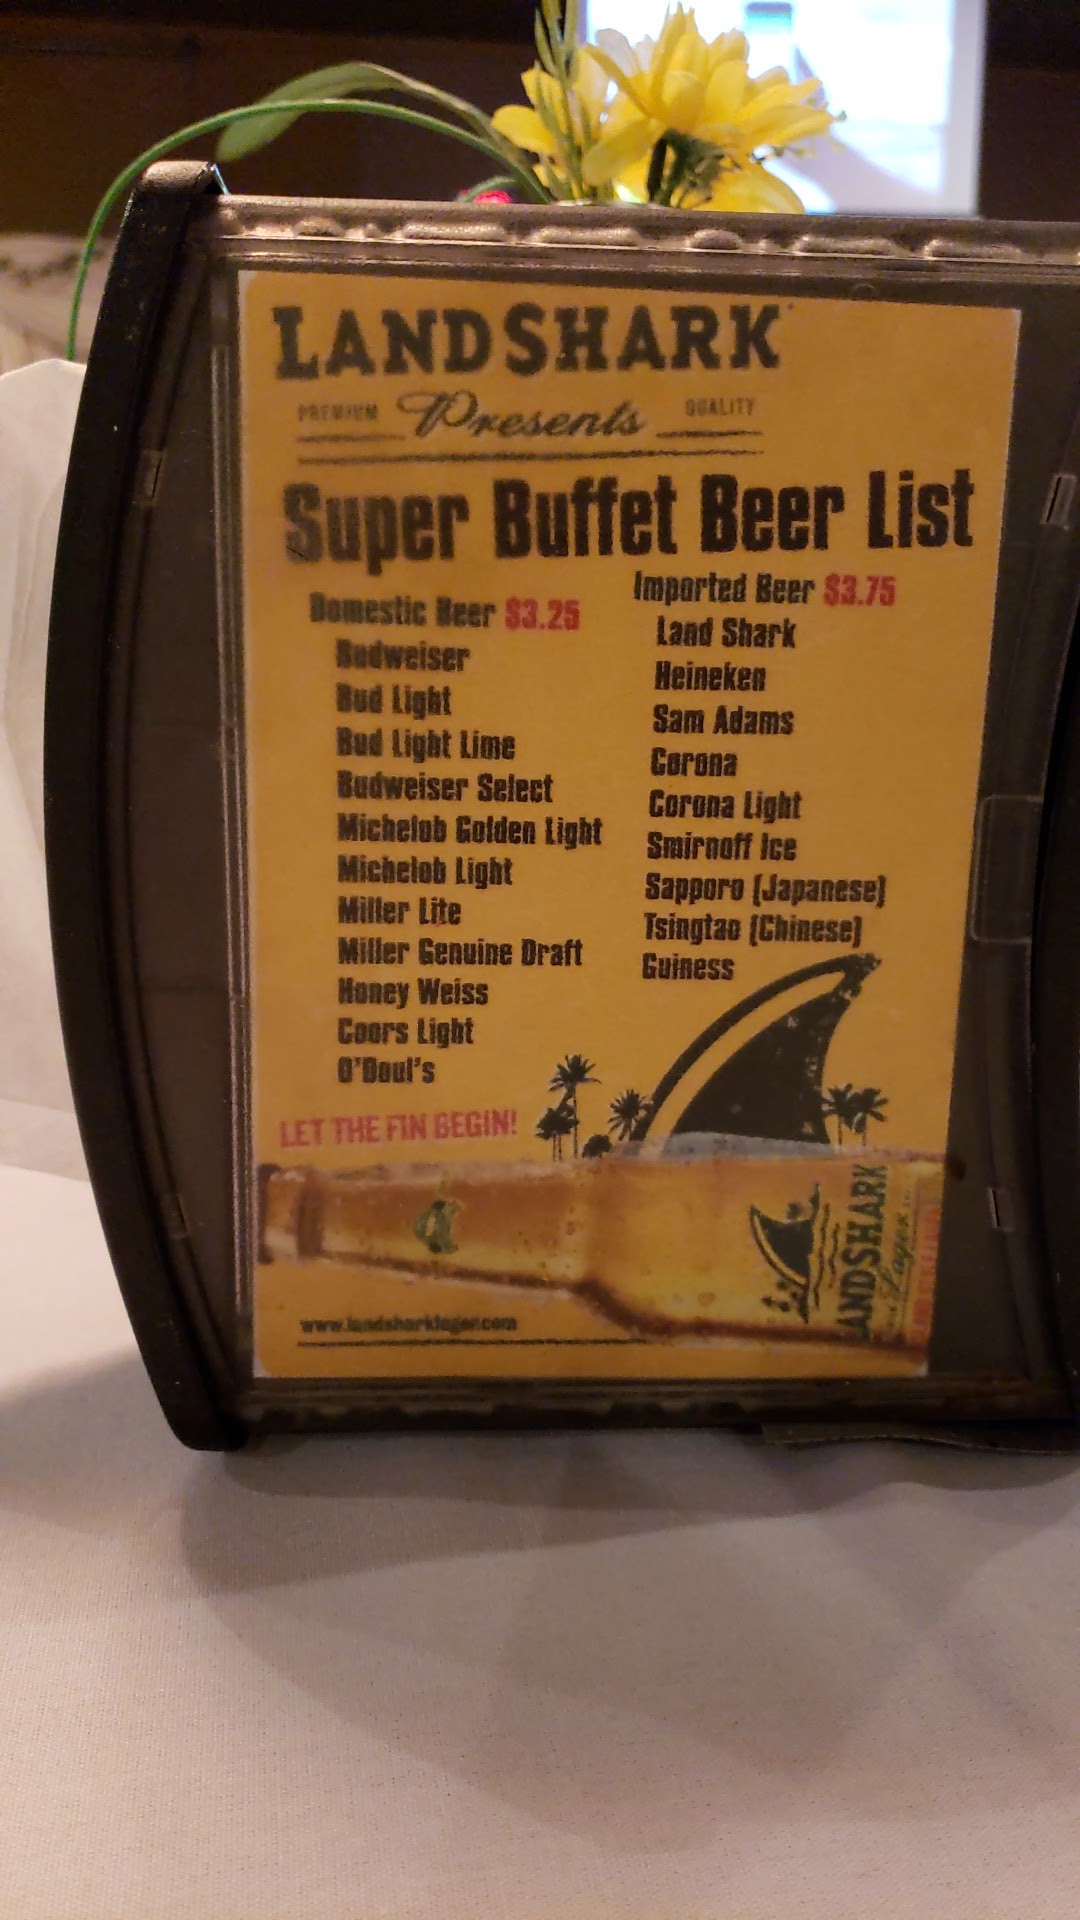 LANDSHARK
PREMIUM Presents QUALITY
Super Buffet Beer List
Domestic Beer $3.25
Budweiser
Bud Light
Bud Light Lime
Budweiser Select
Michelob Golden Light
Michelob Light
Miller Lite
Miller Genuine Draft
Honey Weiss
Coors Light
O'Doul's
Imported Beer $3.75
Land Shark
Heineken
Sam Adams
Corona
Corona Light
Smirnoff Ice
Sapporo (Japanese)
Tsingtao (Chinese)
Guiness
LET THE FIN BEGIN!
LANDSHARK
Lager
www.landsharklager.com